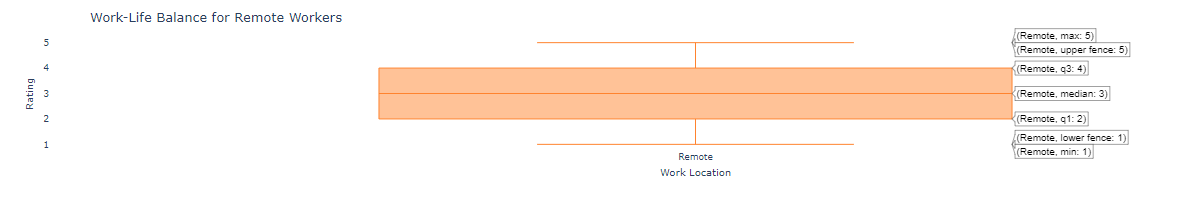 Work-Life Balance for Remote Workers
(Remote, max: 5)
5
(Remote, upper fence: 5)
4
(Remote, q3: 4)
Rating
3
(Remote, median: 3)
2
(Remote, q1: 2)
(Remote, lower fence: 1)
1
(Remote, min: 1)
Remote
Work Location